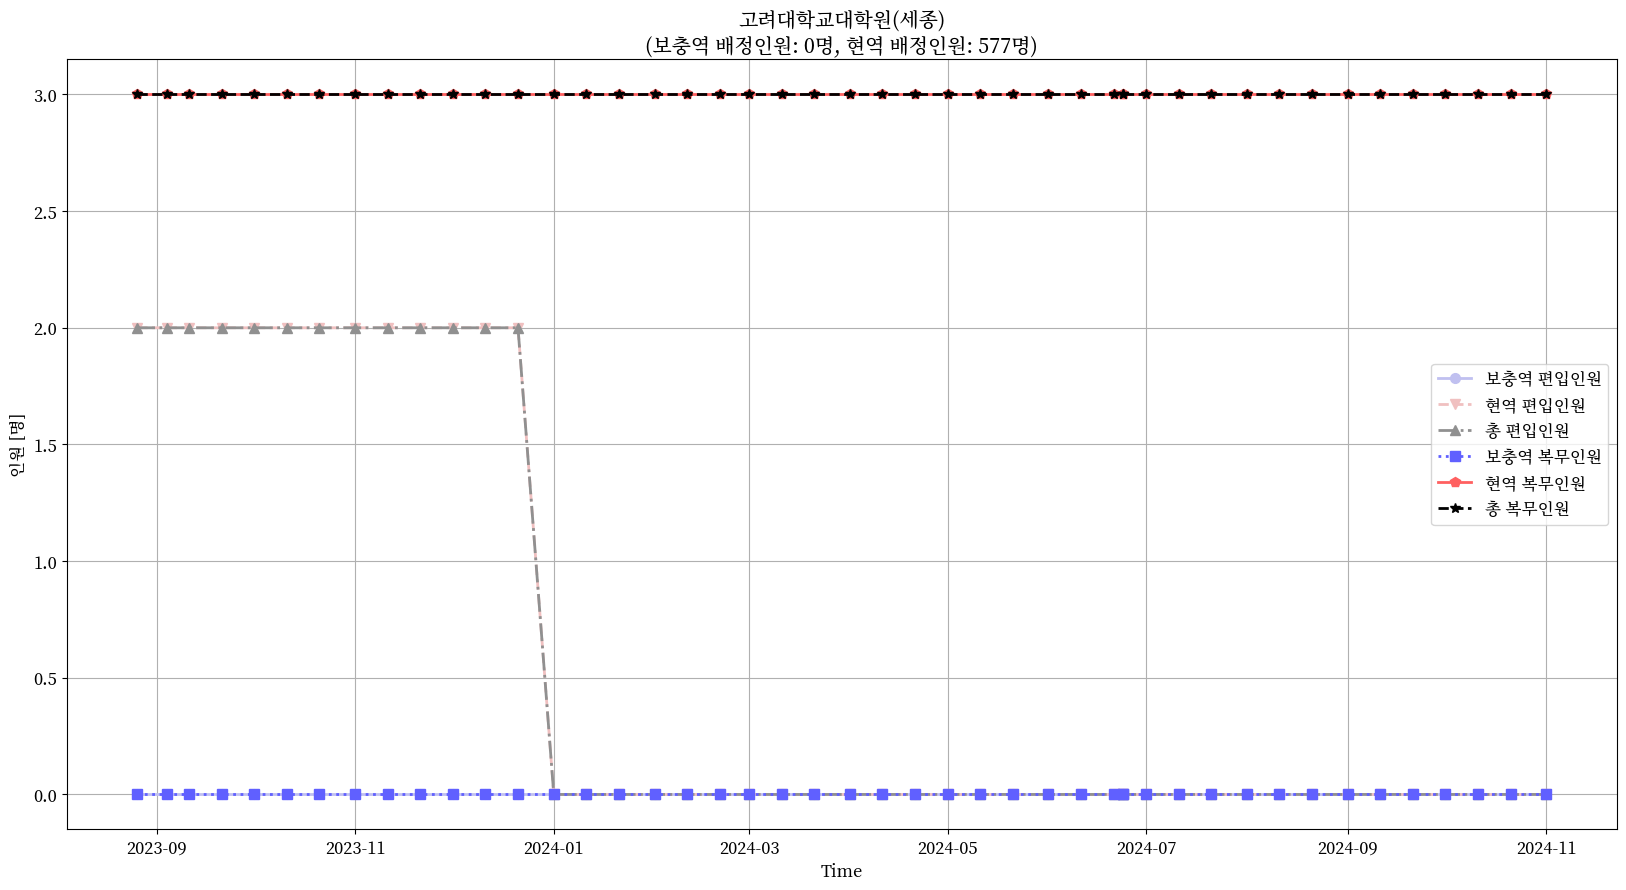 고려대학교대학원(세종)
(보충역 배정인원: 0명, 현역 배정인원: 577명)
3.0
2.5
2.0
1.5
1.0
0.5
0.0
인원 [명]
보충역 편입인원
현역 편입인원
총 편입인원
보충역 복무인원
현역 복무인원
총 복무인원
2023-09
2023-11
2024-01
2024-03
2024-05
2024-07
2024-09
2024-11
Time